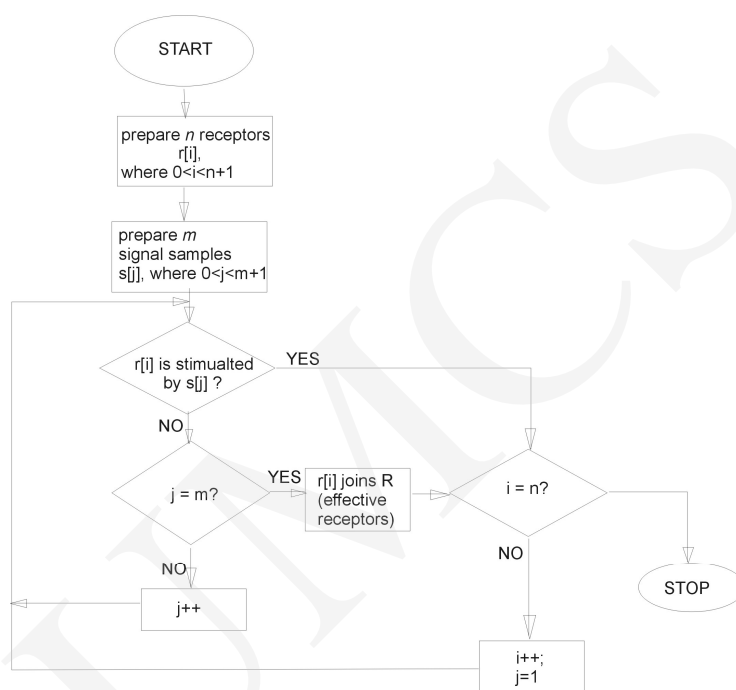 START
prepare n receptors
r[i],
where 0<i<n+1
prepare m
signal samples
s[j], where 0<j<m+1
r[i] is stimualted
by s[j] ?
YES
NO
j = m?
YES
r[i] joins R
(effective
receptors)
i = n?
NO
NO
j++
STOP
i++;
j=1
UMCS